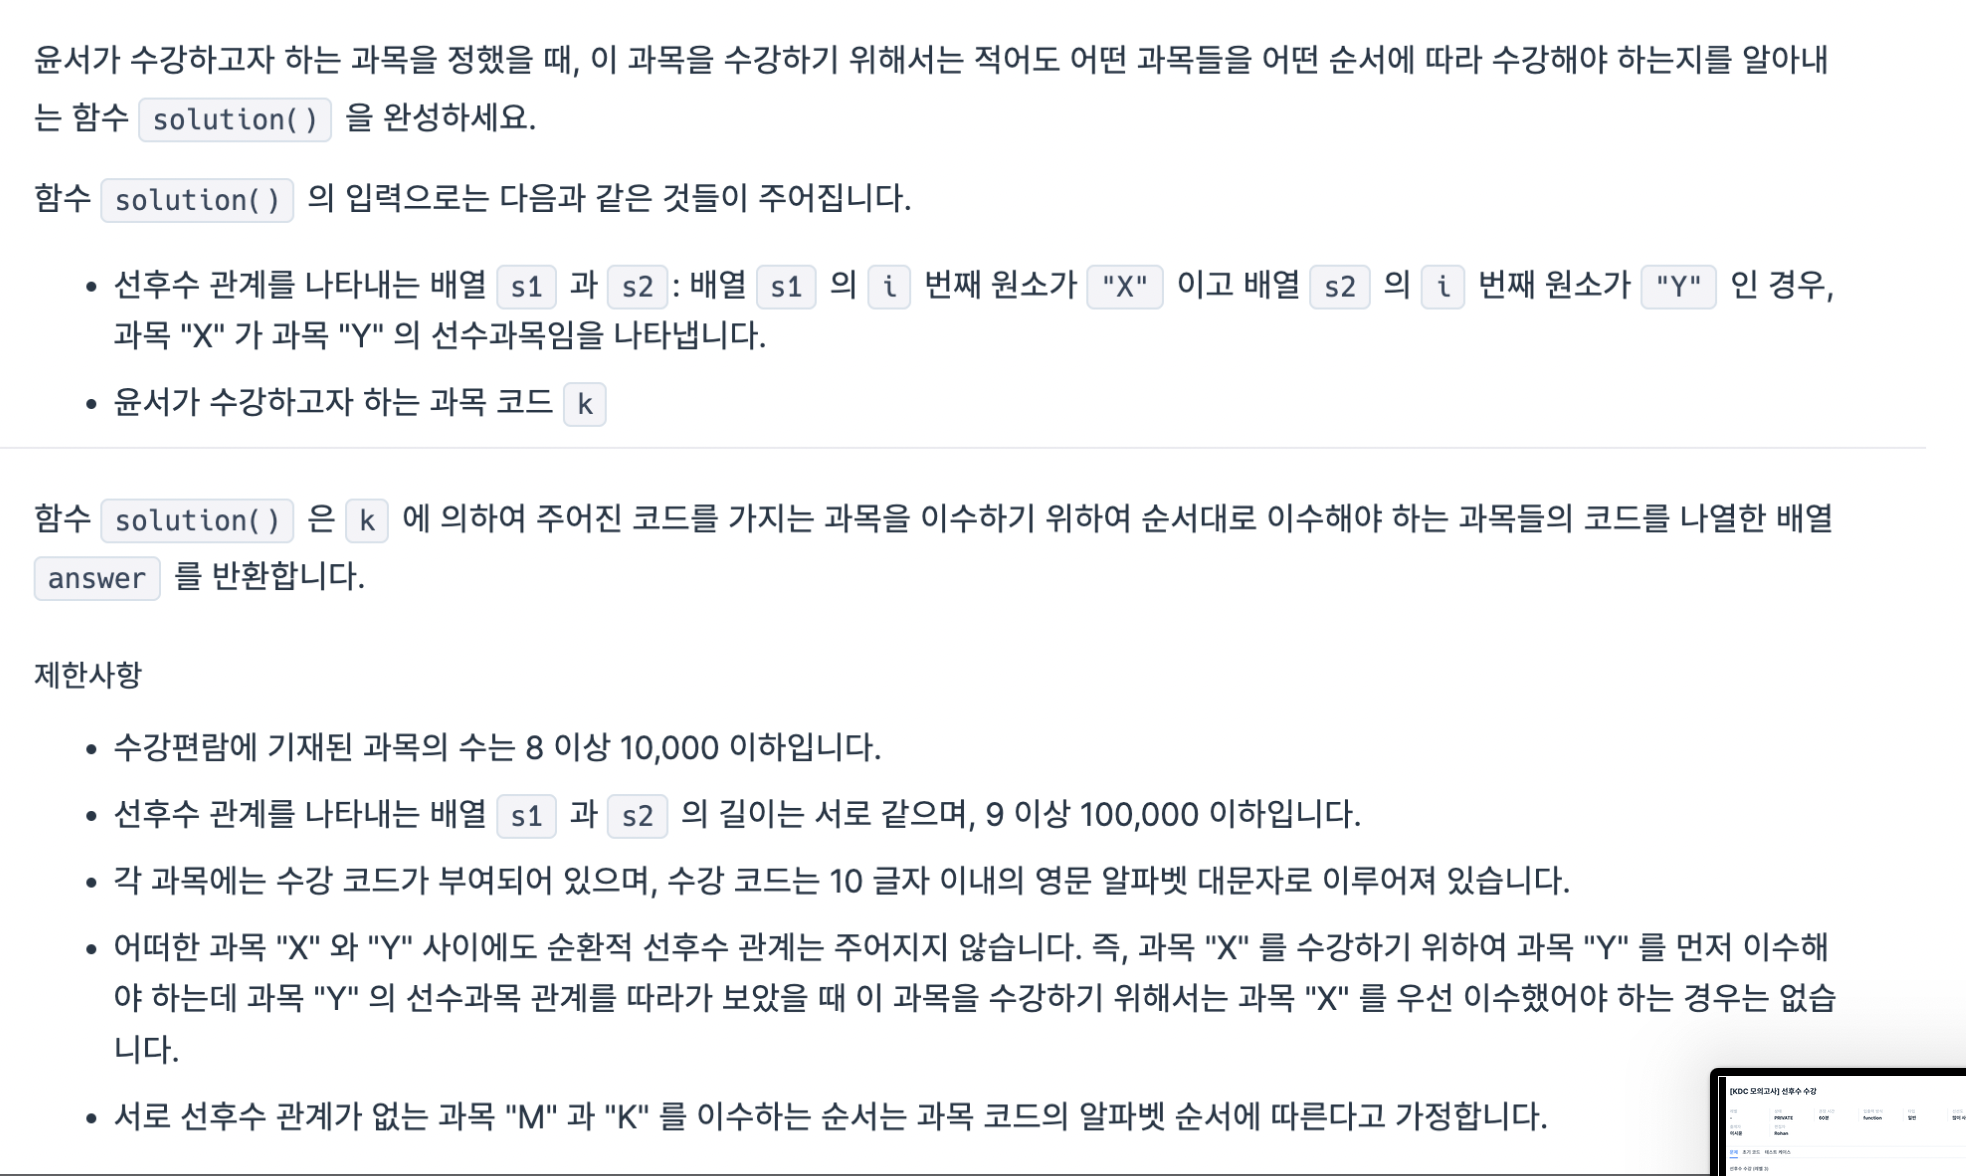 윤서가 수강하고자 하는 과목을 정했을 때, 이 과목을 수강하기 위해서는 적어도 어떤 과목들을 어떤 순서에 따라 수강해야 하는지를 알아내
는 함수 solution() 을 완성하세요.
함수 solution() 의 입력으로는 다음과 같은 것들이 주어집니다.
• 선후수 관계를 나타내는 배열 s1 과 s2 : 배열 s1 의 i 번째 원소가 "X" 이고 배열 s2 의 i 번째 원소가 "Y" 인 경우,
과목 "X" 가 과목 "Y" 의 선수과목임을 나타냅니다.
• 윤서가 수강하고자 하는 과목 코드 k
함수 solution() 은 k 에 의하여 주어진 코드를 가지는 과목을 이수하기 위하여 순서대로 이수해야 하는 과목들의 코드를 나열한 배열
answer 를 반환합니다.
제한사항
• 수강편람에 기재된 과목의 수는 8 이상 10,000 이하입니다.
• 선후수 관계를 나타내는 배열 s1 과 s2 의 길이는 서로 같으며, 9 이상 100,000 이하입니다.
• 각 과목에는 수강 코드가 부여되어 있으며, 수강 코드는 10 글자 이내의 영문 알파벳 대문자로 이루어져 있습니다.
• 어떠한 과목 "X" 와 "Y" 사이에도 순환적 선후수 관계는 주어지지 않습니다. 즉, 과목 "X" 를 수강하기 위하여 과목 "Y" 를 먼저 이수해
야 하는데 과목 "Y" 의 선수과목 관계를 따라가 보았을 때 이 과목을 수강하기 위해서는 과목 "X" 를 우선 이수했어야 하는 경우는 없습
니다.
• 서로 선후수 관계가 없는 과목 "M" 과 "K" 를 이수하는 순서는 과목 코드의 알파벳 순서에 따른다고 가정합니다.
[KDC 모의고사] 선후수 수강
PRIVATE 60분 function 일반
Rohan